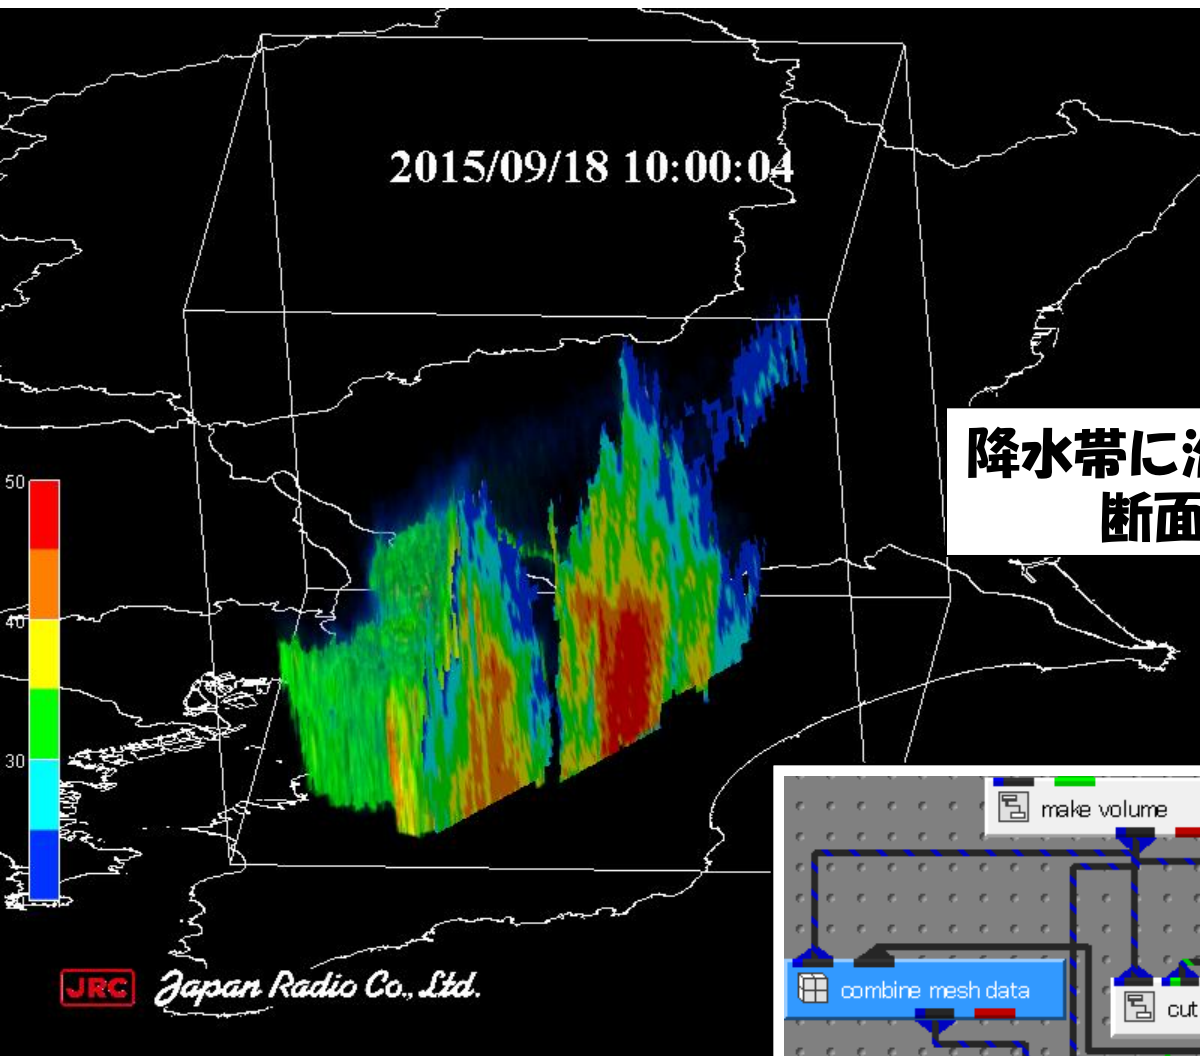 2015/09/18 10:00:04
降水帯に
断面
50
40
30
make volume
combine mesh data
cut
JRC Japan Radio Co., Ltd.